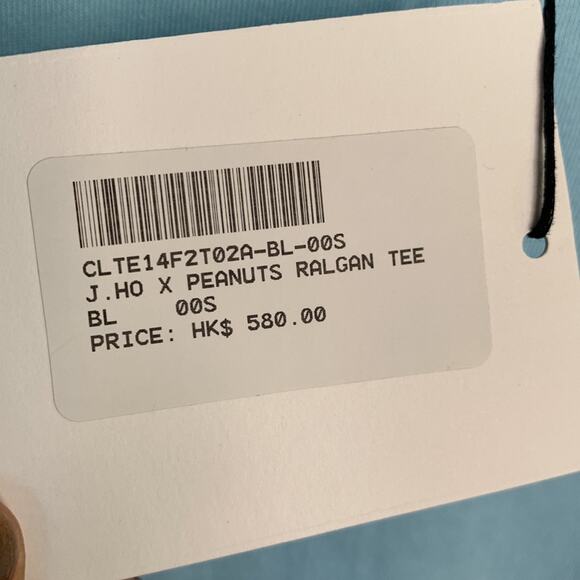 CLTE14F2T02A-BL-00S
J.HO X PEANUTS RALGAN TEE
BL 00S
PRICE: HK$ 580.00